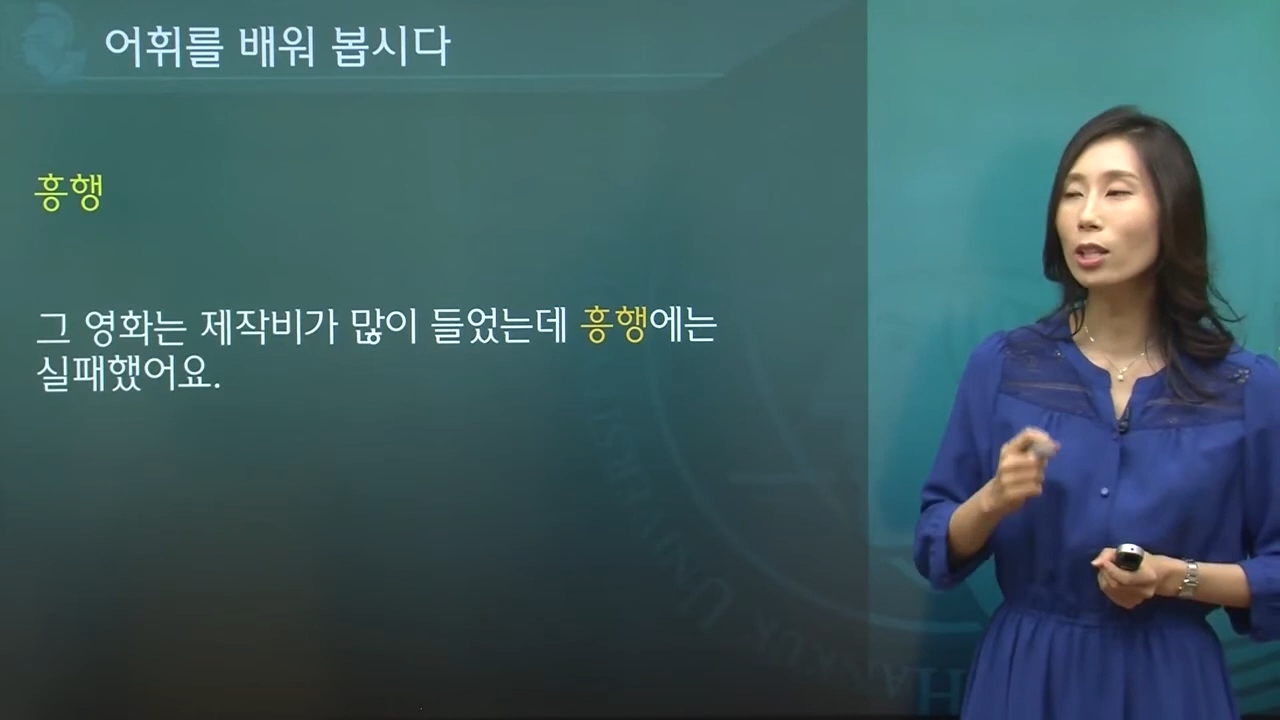 어휘를 배워 봅시다
흥행
그 영화는 제작비가 많이 들었는데 흥행에는
실패했어요.